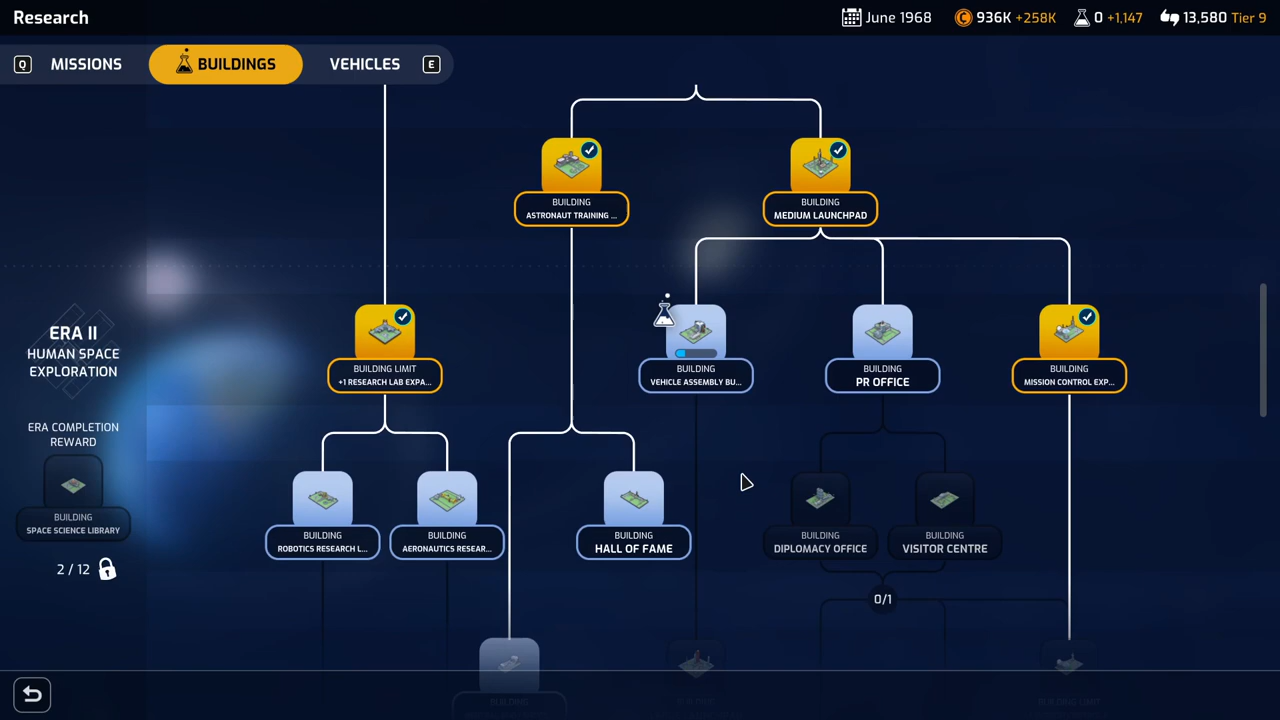 Research
June 1968
936K +258K
0 +1,147
13,580 Tier 9
Q
MISSIONS
BUILDINGS
VEHICLES
E
BUILDING
ASTRONAUT TRAINING ...
BUILDING
MEDIUM LAUNCHPAD
ERA II
HUMAN SPACE
EXPLORATION
BUILDING LIMIT
+1 RESEARCH LAB EXPA...
BUILDING
VEHICLE ASSEMBLY BU...
BUILDING
PR OFFICE
BUILDING
MISSION CONTROL EXP...
ERA COMPLETION
REWARD
BUILDING
SPACE SCIENCE LIBRARY
2 / 12
BUILDING
ROBOTICS RESEARCH L...
BUILDING
AERONAUTICS RESEAR...
BUILDING
HALL OF FAME
BUILDING
DIPLOMACY OFFICE
BUILDING
VISITOR CENTRE
0/1
BUILDING
BUILDING LIMIT